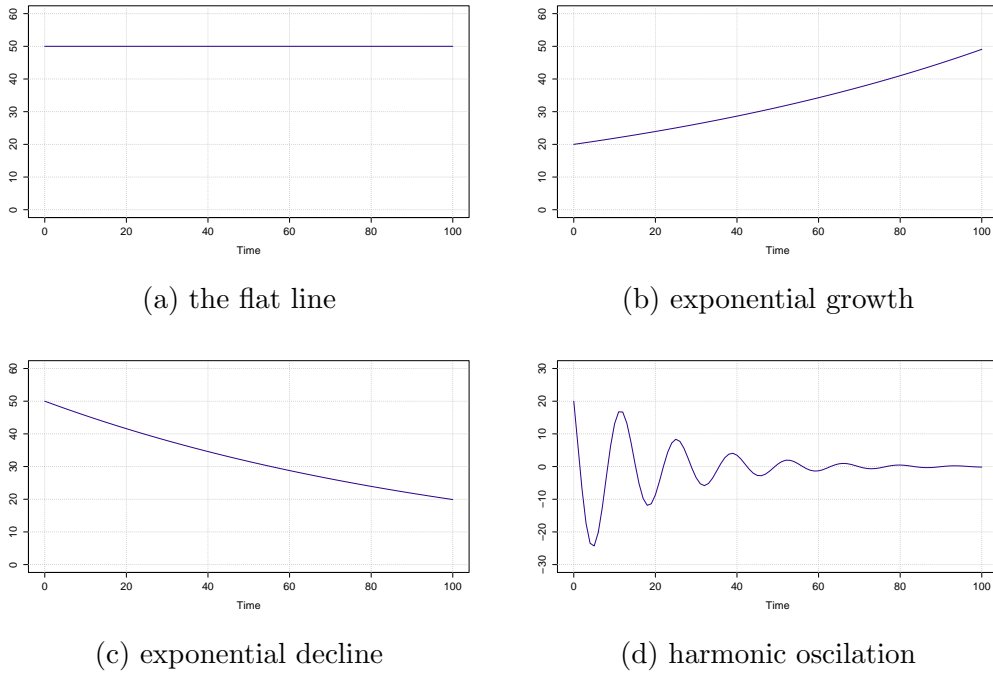 60
50
40
30
20
10
0
0 20 40 60 80 100
Time
(a) the flat line
60
50
40
30
20
10
0
0 20 40 60 80 100
Time
(b) exponential growth
60
50
40
30
20
10
0
0 20 40 60 80 100
Time
(c) exponential decline
30
20
10
0
−10
−20
−30
0 20 40 60 80 100
Time
(d) harmonic oscilation